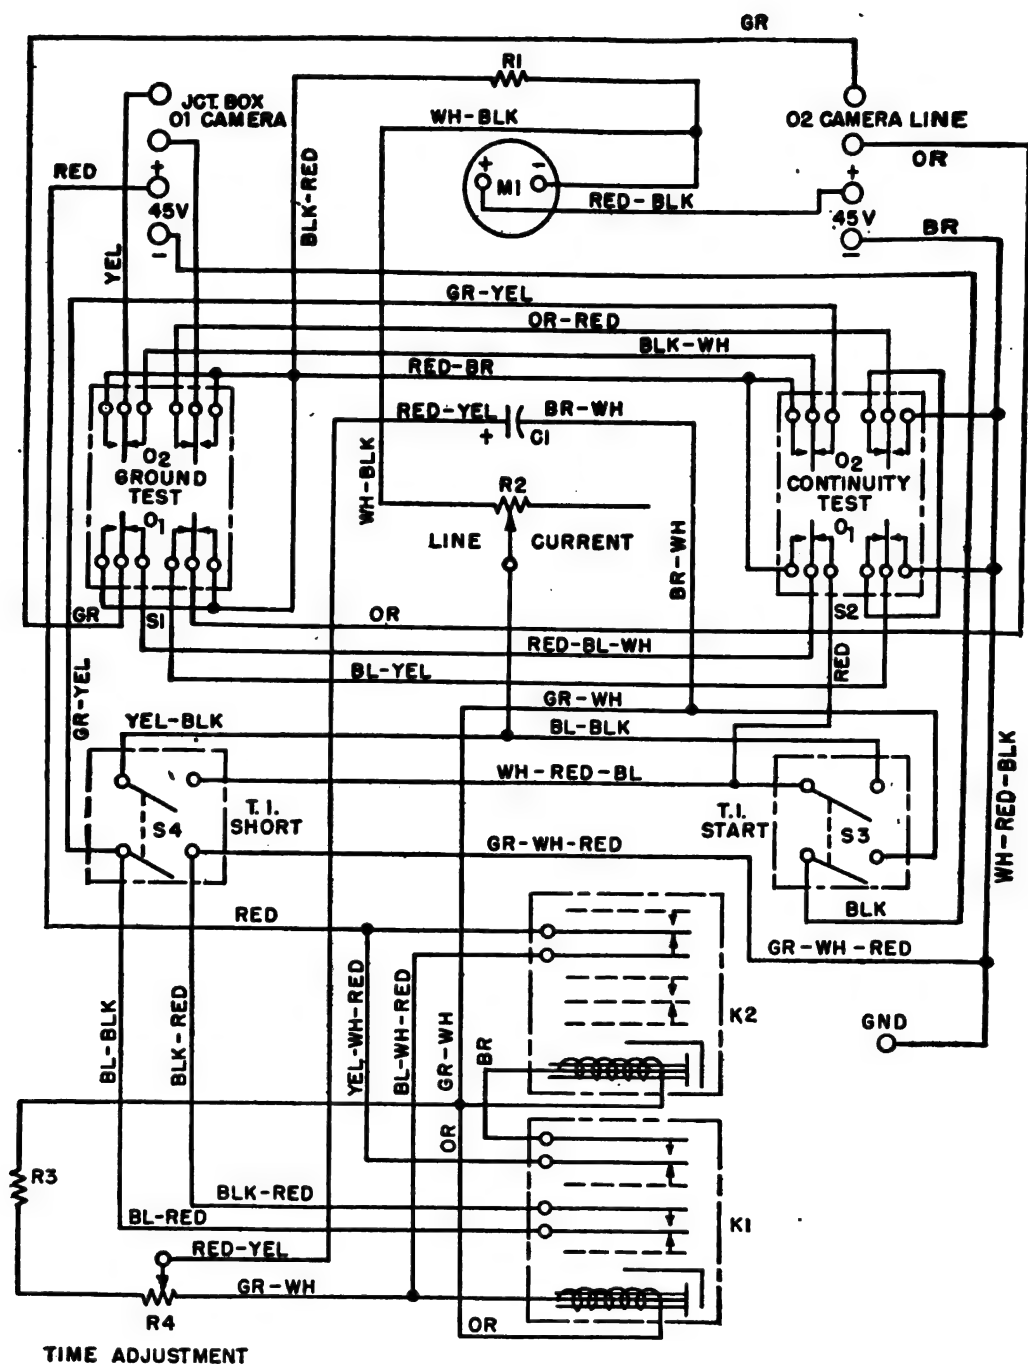 GR
R1
JCT. BOX
01 CAMERA
WH-BLK
02 CAMERA LINE
OR
RED
+
45V
-
BLK-RED
+ M1 -
RED-BLK
+
45V
-
BR
YEL
GR-YEL
OR-RED
BLK-WH
RED-BR
RED-YEL
BR-WH
+
C1
O2
GROUND
TEST
O1
WH-BLK
R2
LINE CURRENT
BR-WH
O2
CONTINUITY
TEST
O1
GR
S1
OR
S2
RED-BL-WH
BL-YEL
RED
GR-YEL
YEL-BLK
GR-WH
BL-BLK
WH-RED-BLK
WH-RED-BL
S4
T.I.
SHORT
T.I.
START
S3
GR-WH-RED
BLK
RED
GR-WH-RED
K2
GND
BL-BLK
BLK-RED
YEL-WH-RED
BL-WH-RED
GR-WH
BR
OR
R3
BLK-RED
BL-RED
K1
RED-YEL
GR-WH
R4
OR
TIME ADJUSTMENT